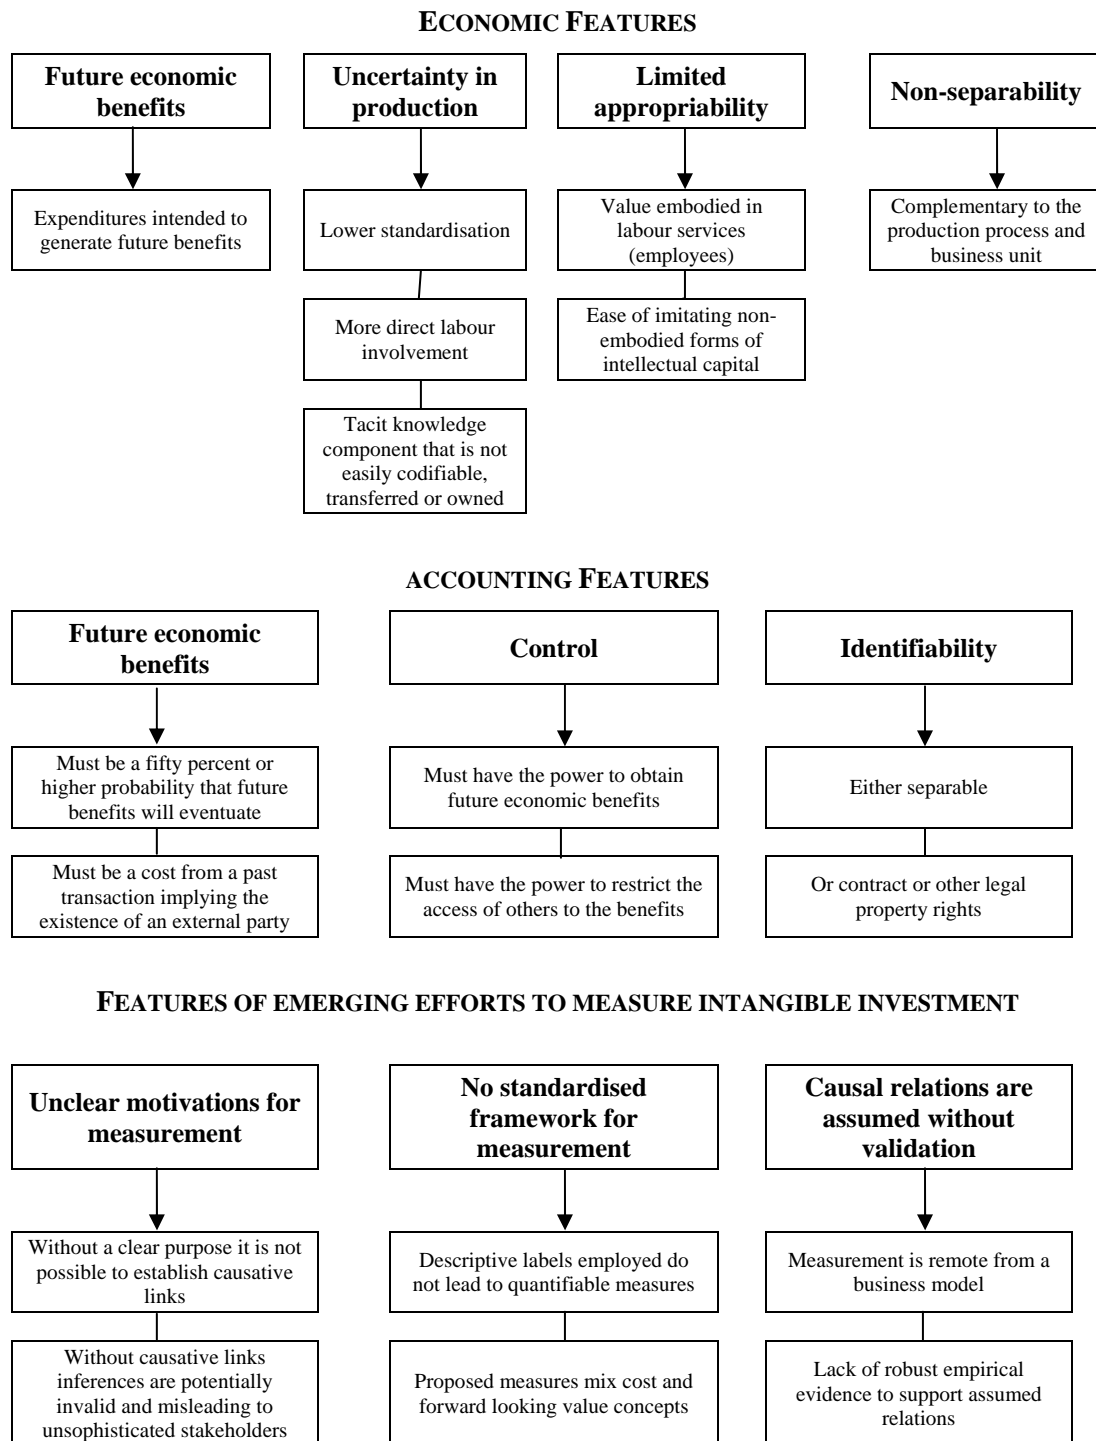 ECONOMIC FEATURES
Future economic
benefits
Uncertainty in
production
Limited
appropriability
Non-separability
Expenditures intended to
generate future benefits
Lower standardisation
Value embodied in
labour services
(employees)
Complementary to the
production process and
business unit
More direct labour
involvement
Ease of imitating non-
embodied forms of
intellectual capital
Tacit knowledge
component that is not
easily codifiable,
transferred or owned
ACCOUNTING FEATURES
Future economic
benefits
Control
Identifiability
Must be a fifty percent or
higher probability that future
benefits will eventuate
Must have the power to obtain
future economic benefits
Either separable
Must be a cost from a past
transaction implying the
existence of an external party
Must have the power to restrict the
access of others to the benefits
Or contract or other legal
property rights
FEATURES OF EMERGING EFFORTS TO MEASURE INTANGIBLE INVESTMENT
Unclear motivations for
measurement
No standardised
framework for
measurement
Causal relations are
assumed without
validation
Without a clear purpose it is not
possible to establish causative
links
Descriptive labels employed do
not lead to quantifiable measures
Measurement is remote from a
business model
Without causative links
inferences are potentially
invalid and misleading to
unsophisticated stakeholders
Proposed measures mix cost and
forward looking value concepts
Lack of robust empirical
evidence to support assumed
relations